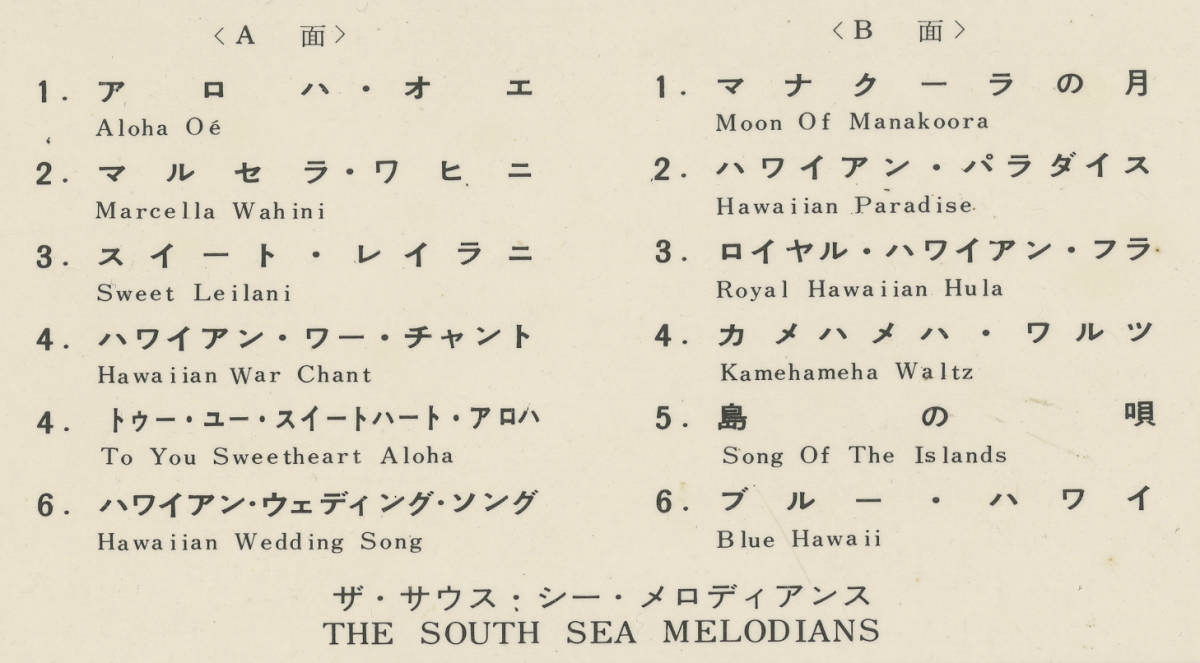 〈A 面〉
1. アロハ・オエ
Aloha Oé
2. マルセラ・ワヒニ
Marcella Wahini
3. スイート・レイラニ
Sweet Leilani
4. ハワイアン・ワー・チャント
Hawaiian War Chant
4. トゥー・ユー・スイートハート・アロハ
To You Sweetheart Aloha
6. ハワイアン・ウェディング・ソング
Hawaiian Wedding Song
〈B 面〉
1. マナクーラの月
Moon Of Manakoora
2. ハワイアン・パラダイス
Hawaiian Paradise
3. ロイヤル・ハワイアン・フラ
Royal Hawaiian Hula
4. カメハメハ・ワルツ
Kamehameha Waltz
5. 島の唄
Song Of The Islands
6. ブルー・ハワイ
Blue Hawaii
ザ・サウス・シー・メロディアンス
THE SOUTH SEA MELODIANS